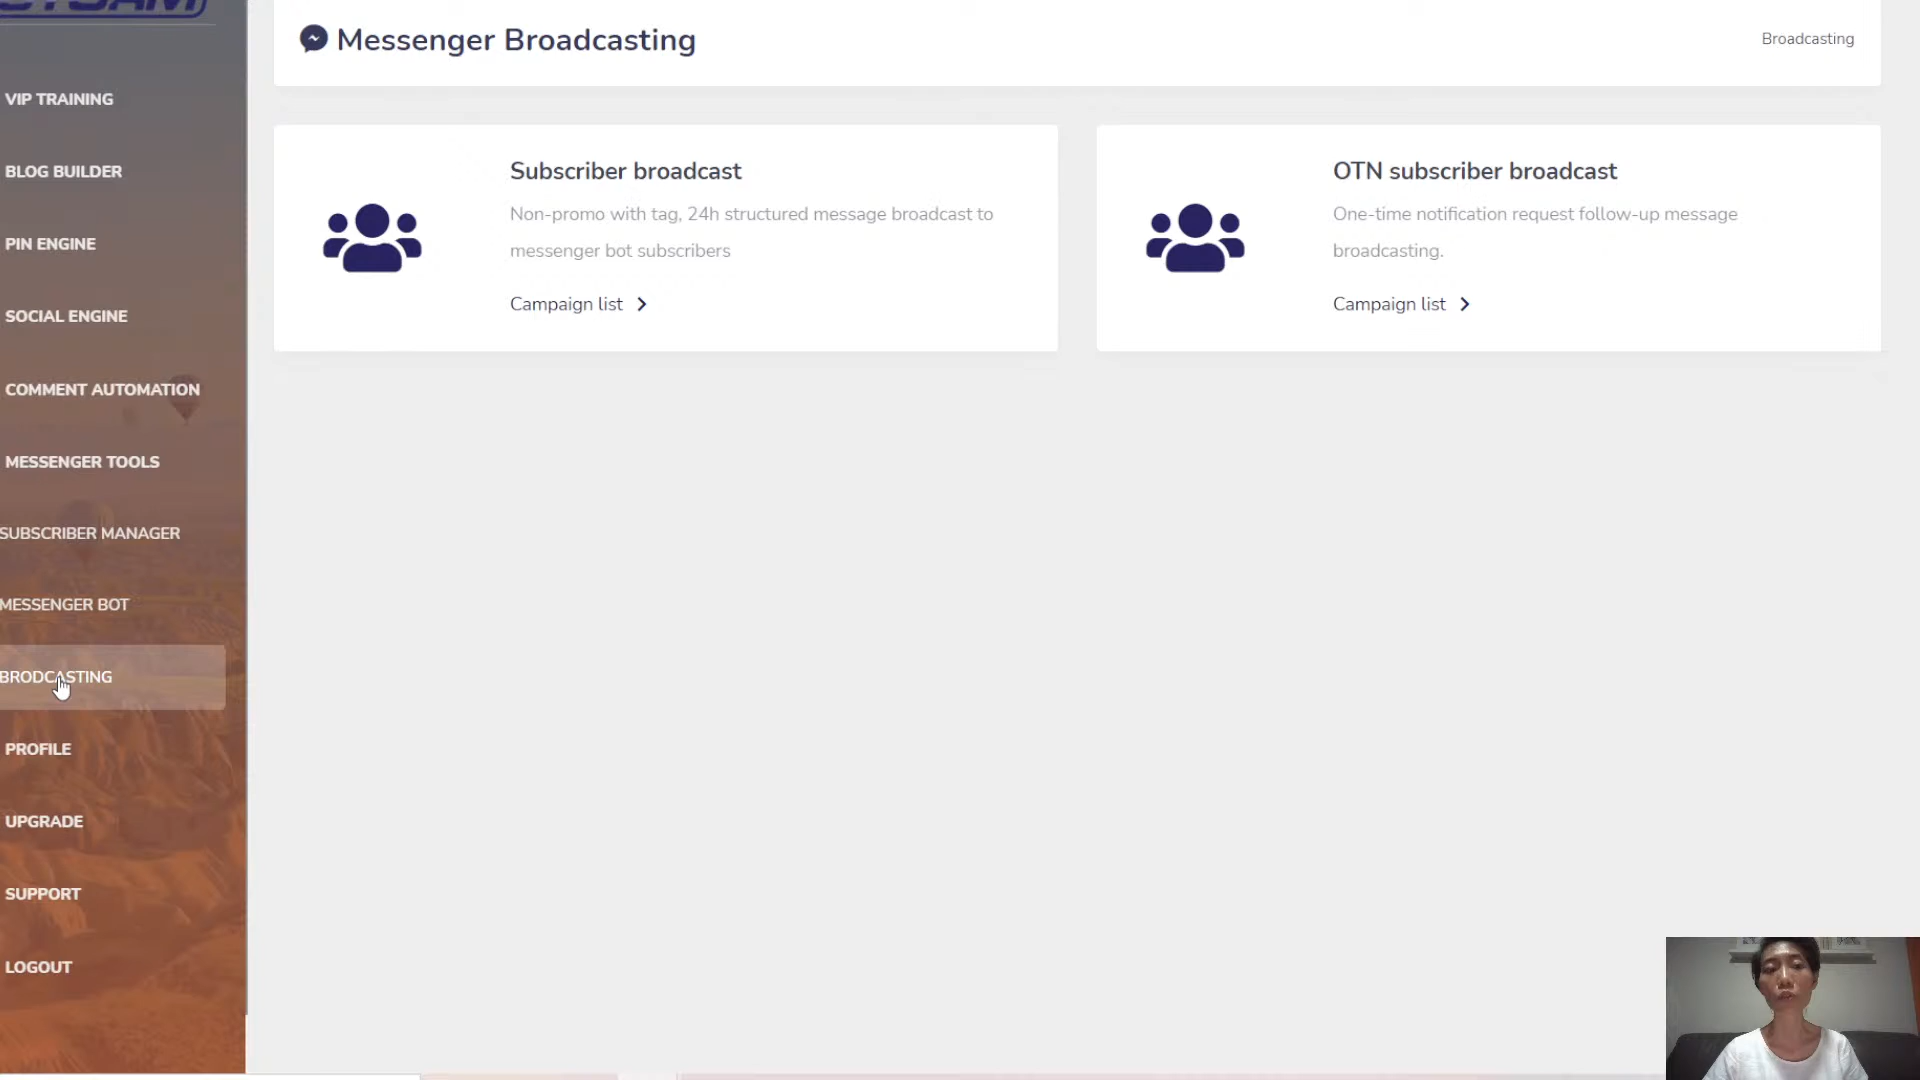 Messenger Broadcasting
Broadcasting
VIP TRAINING
BLOG BUILDER
PIN ENGINE
SOCIAL ENGINE
COMMENT AUTOMATION
MESSENGER TOOLS
SUBSCRIBER MANAGER
MESSENGER BOT
BRODCASTING
PROFILE
UPGRADE
SUPPORT
LOGOUT
Subscriber broadcast
Non-promo with tag, 24h structured message broadcast to
messenger bot subscribers
Campaign list
OTN subscriber broadcast
One-time notification request follow-up message
broadcasting.
Campaign list